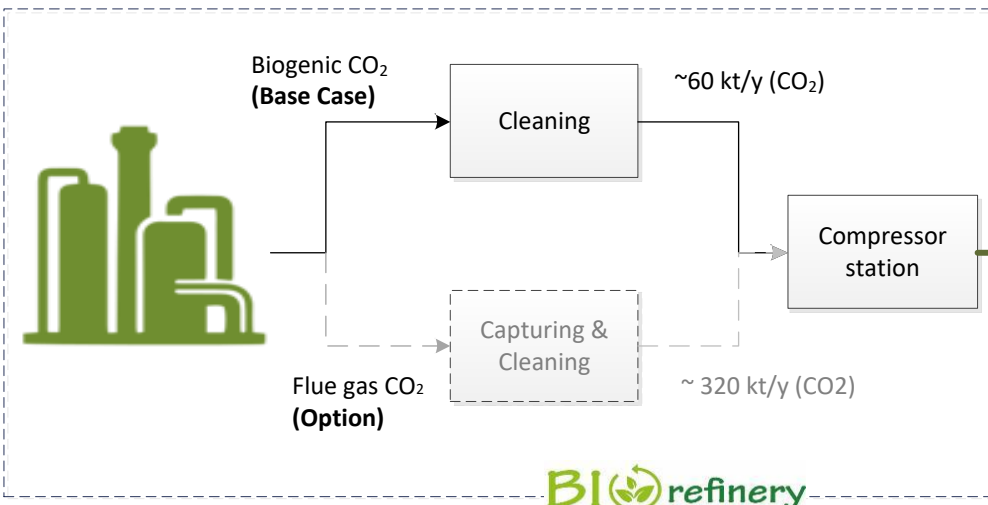 Biogenic CO₂
(Base Case)
Cleaning
~60 kt/y (CO₂)
Compressor
station
Capturing &
Cleaning
Flue gas CO₂
(Option)
~ 320 kt/y (CO2)
BIO refinery